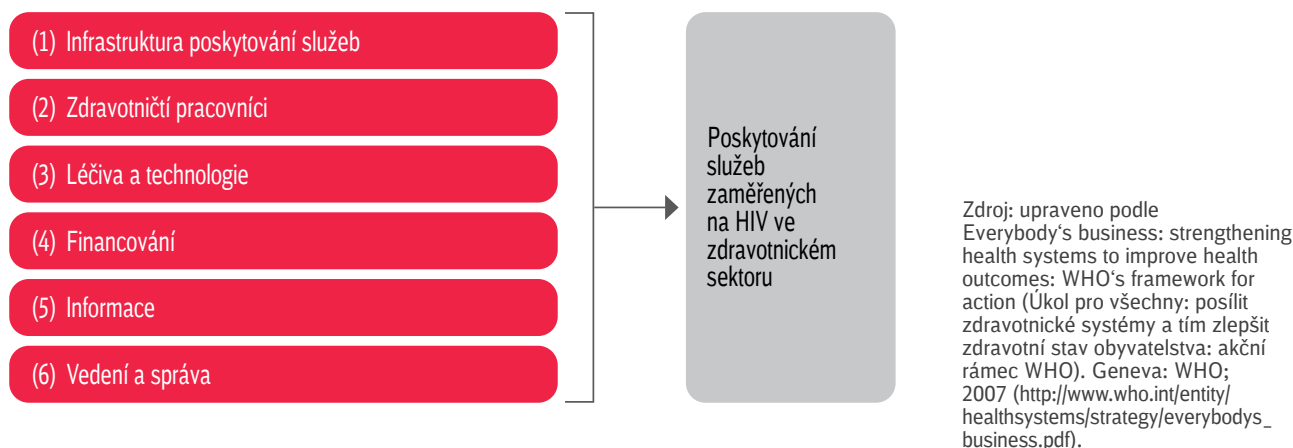 (1) Infrastruktura poskytování služeb
(2) Zdravotničtí pracovníci
(3) Léčiva a technologie
(4) Financování
(5) Informace
(6) Vedení a správa
Poskytování
služeb
zaměřených
na HIV ve
zdravotnickém
sektoru
Zdroj: upraveno podle
Everybody‘s business: strengthening
health systems to improve health
outcomes: WHO‘s framework for
action (Úkol pro všechny: posílit
zdravotnické systémy a tím zlepšit
zdravotní stav obyvatelstva: akční
rámec WHO). Geneva: WHO;
2007 (http://www.who.int/entity/
healthsystems/strategy/everybodys_
business.pdf).